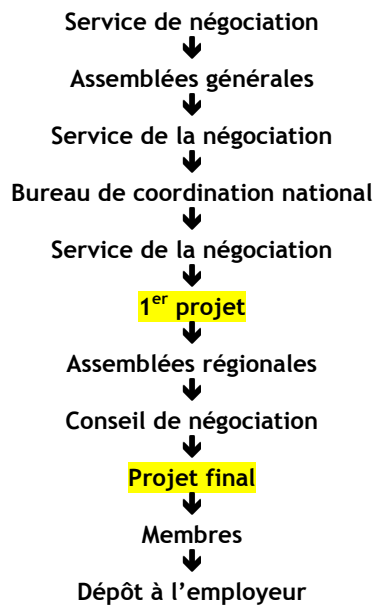 Service de négociation
Assemblées générales
Service de la négociation
Bureau de coordination national
Service de la négociation
1er projet
Assemblées régionales
Conseil de négociation
Projet final
Membres
Dépôt à l’employeur